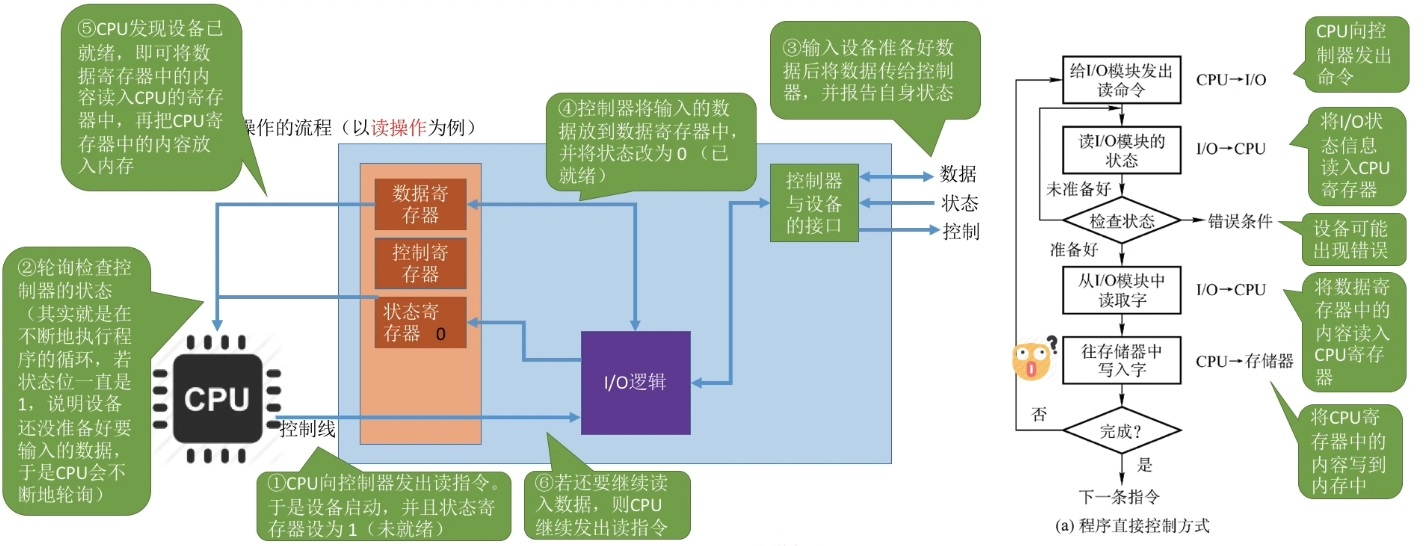 ⑤CPU发现设备已
就绪，即可将数
据寄存器中的内
容读入CPU的寄存
器中，再把CPU寄
存器中的内容放
入内存
操作的流程（以读操作为例）
④控制器将输入的数
据放到数据寄存器中，
并将状态改为 0 （已
就绪）
③输入设备准备好数
据后将数据传给控制
器，并报告自身状态
数据寄
存器
控制寄
存器
状态寄
存器 0
控制器
与设备
的接口
数据
状态
控制
②轮询检查控
制器的状态
（其实就是在
不断地执行程
序的循环，若
状态位一直是
1，说明设备
还没准备好要
输入的数据，
于是CPU会不
断地轮询）
CPU
I/O逻辑
控制线
①CPU向控制器发出读指令。
于是设备启动，并且状态寄
存器设为 1（未就绪）
⑥若还要继续读
入数据，则CPU
继续发出读指令
给I/O模块发出
读命令
CPU→I/O
CPU向控
制器发出
命令
读I/O模块的
状态
I/O→CPU
将I/O状
态信息
读入CPU
寄存器
未准备好
检查状态
错误条件
设备可能
出现错误
准备好
从I/O模块中
读取字
I/O→CPU
将数据寄
存器中的
内容读入
CPU寄存
器
?
往存储器中
写入字
CPU→存储器
将CPU寄
存器中的
内容写到
内存中
否
完成?
是
下一条指令
(a) 程序直接控制方式